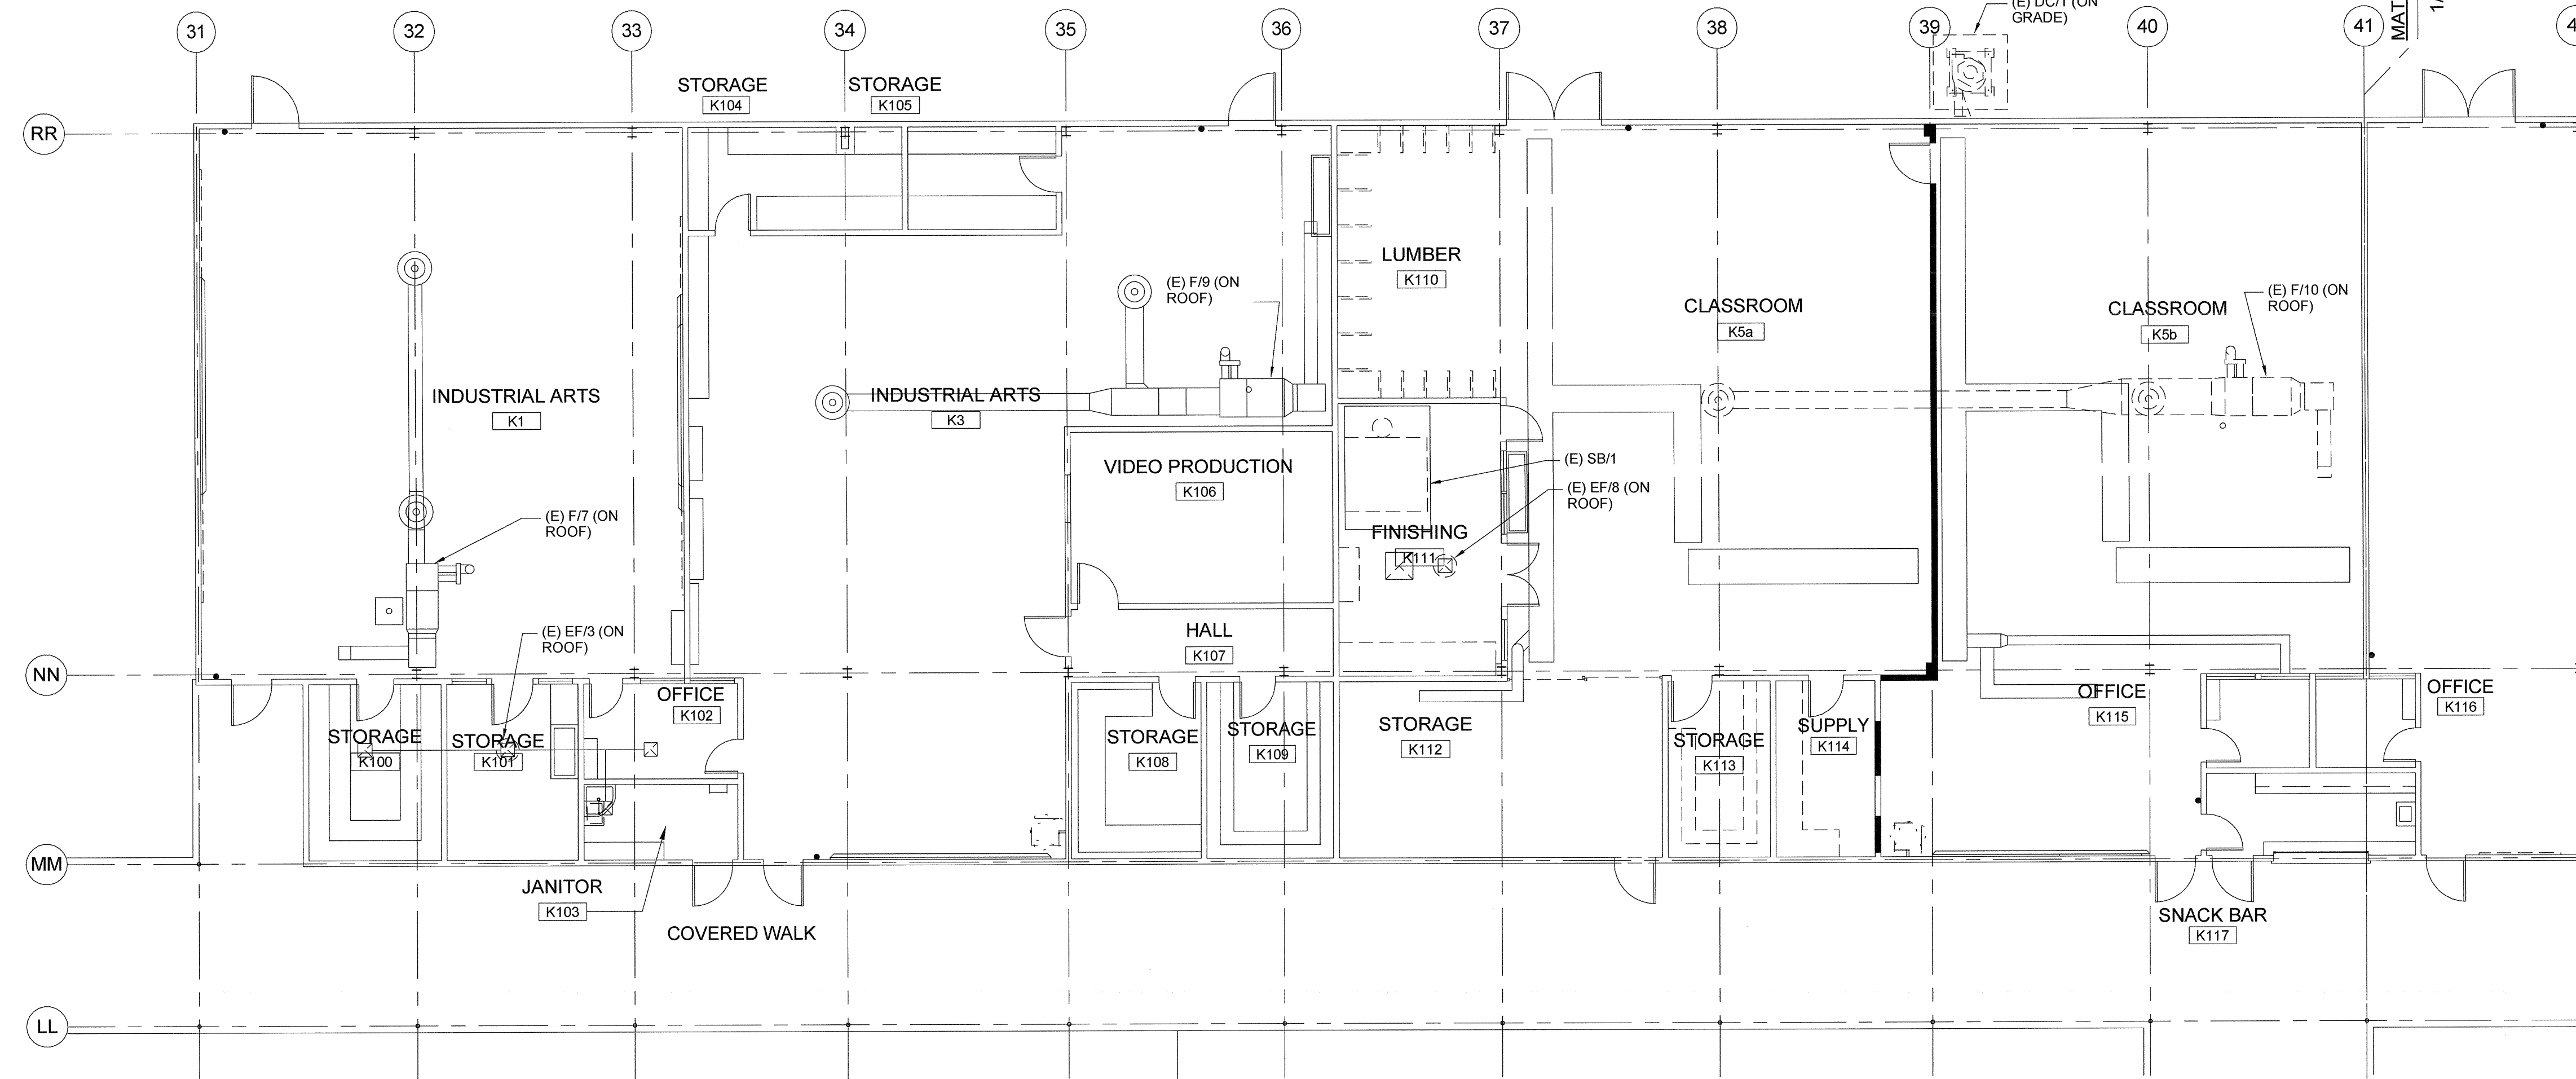 (E) DC/1 (ON
GRADE)
MAT
1/
31
32
33
34
35
36
37
38
39
40
41
STORAGE
K104
STORAGE
K105
RR
LUMBER
K110
(E) F/9 (ON
ROOF)
CLASSROOM
K5a
CLASSROOM
K5b
(E) F/10 (ON
ROOF)
INDUSTRIAL ARTS
K1
INDUSTRIAL ARTS
K3
VIDEO PRODUCTION
K106
(E) SB/1
(E) EF/8 (ON
ROOF)
(E) F/7 (ON
ROOF)
FINISHING
K111
(E) EF/3 (ON
ROOF)
HALL
K107
NN
OFFICE
K102
OFFICE
K115
OFFICE
K116
STORAGE
K100
STORAGE
K101
STORAGE
K108
STORAGE
K109
STORAGE
K112
STORAGE
K113
SUPPLY
K114
MM
JANITOR
K103
COVERED WALK
SNACK BAR
K117
LL